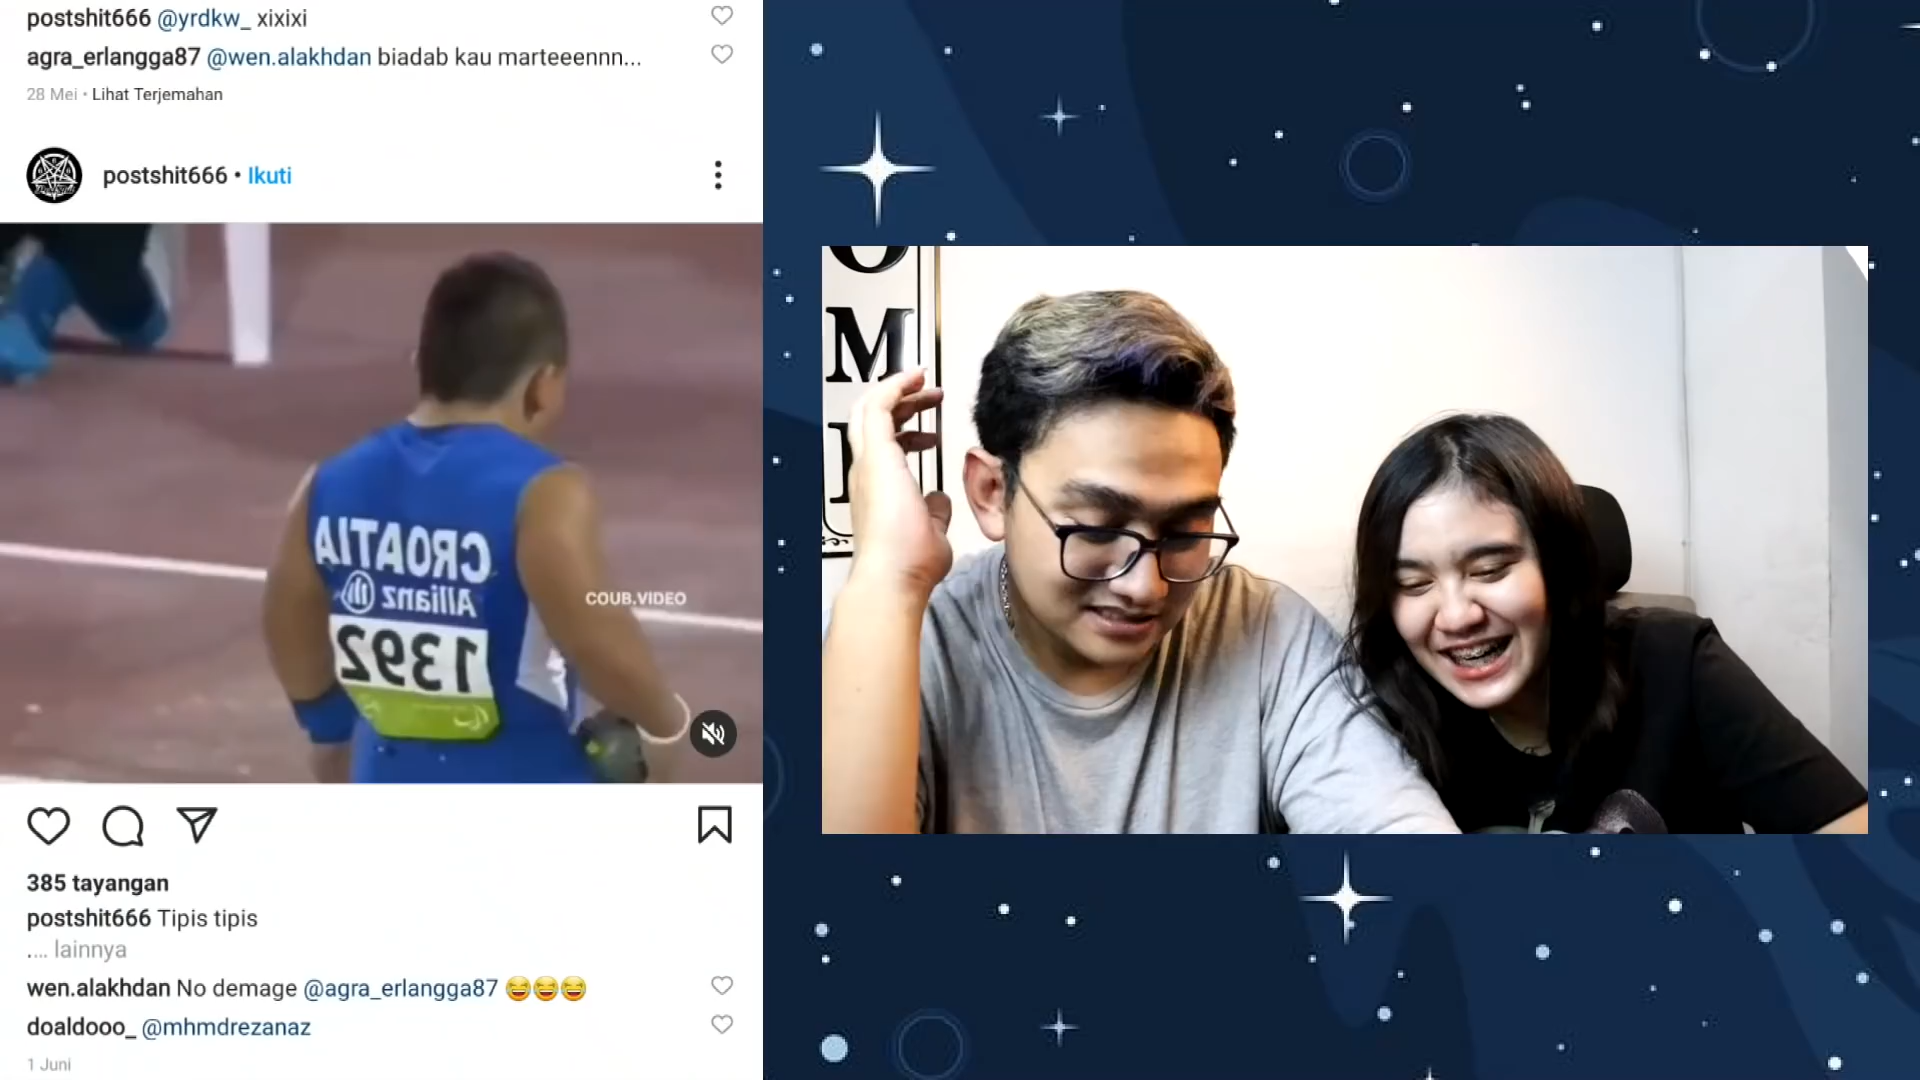 postshit666 @yrdkw_ xixixi
agra_erlangga87 @wen.alakhdan biadab kau marteeennn...
28 Mei • Lihat Terjemahan
postshit666 • Ikuti
CROATIA
Allianz
1392
COUB.VIDEO
385 tayangan
postshit666 Tipis tipis
.... lainnya
wen.alakhdan No demage @agra_erlangga87 😆😆😆
doaldooo_ @mhmdrezanaz
1 Juni
O
M